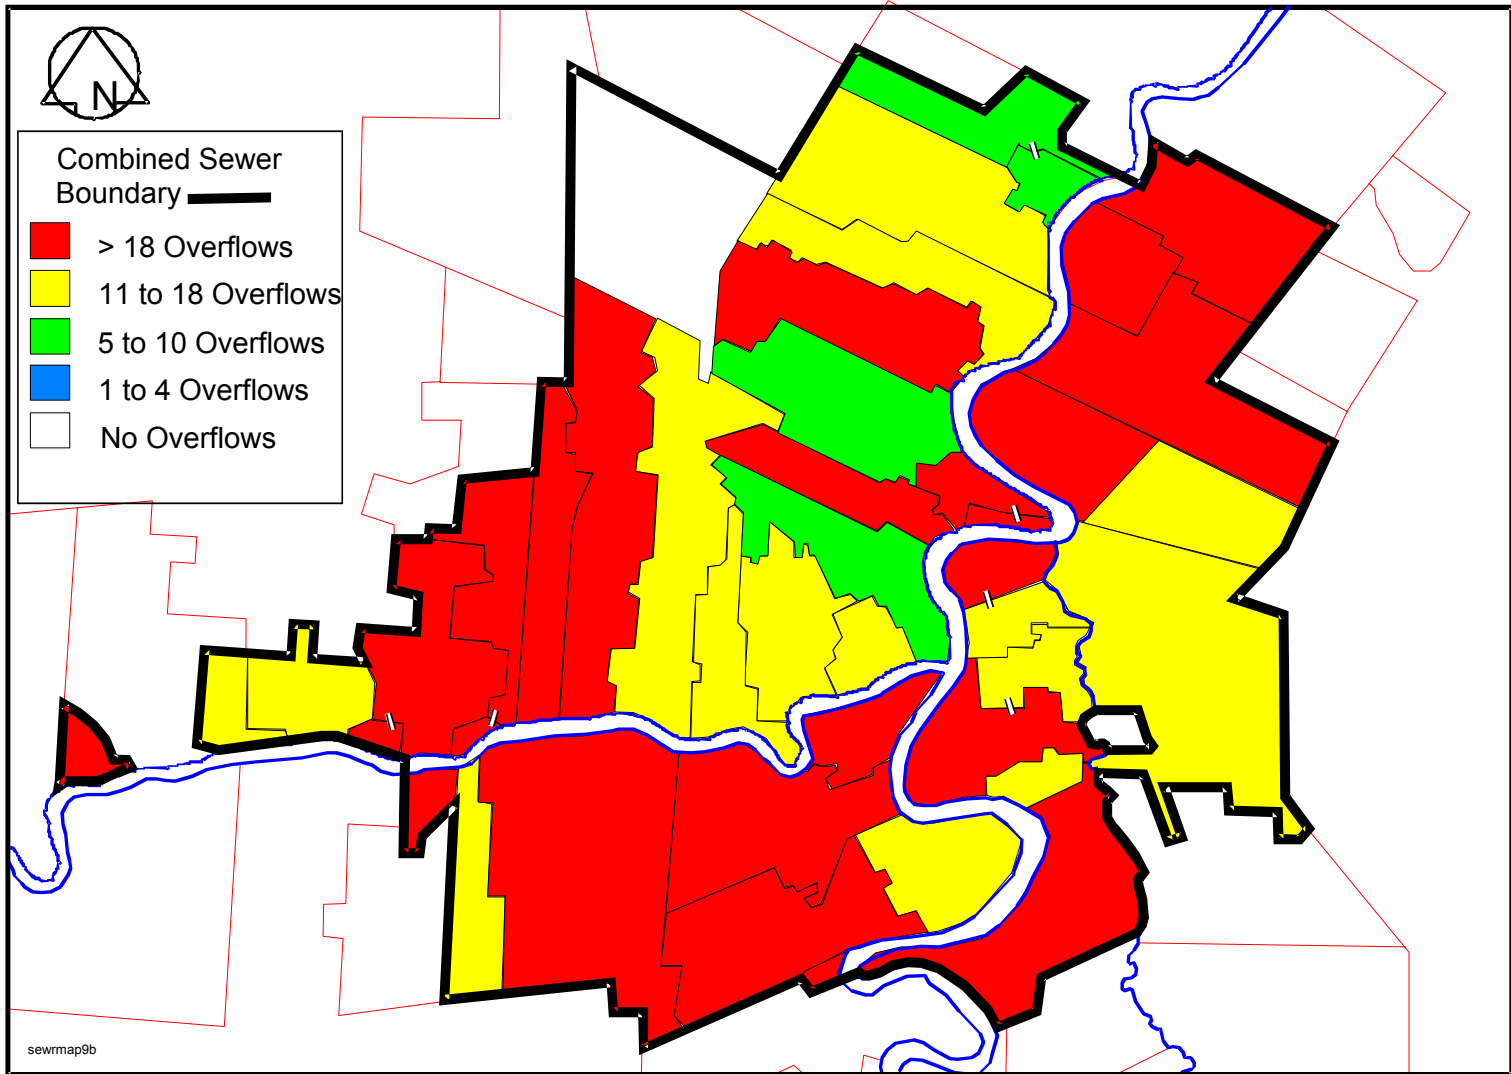 N
Combined Sewer
Boundary
> 18 Overflows
11 to 18 Overflows
5 to 10 Overflows
1 to 4 Overflows
No Overflows
sewrmap9b